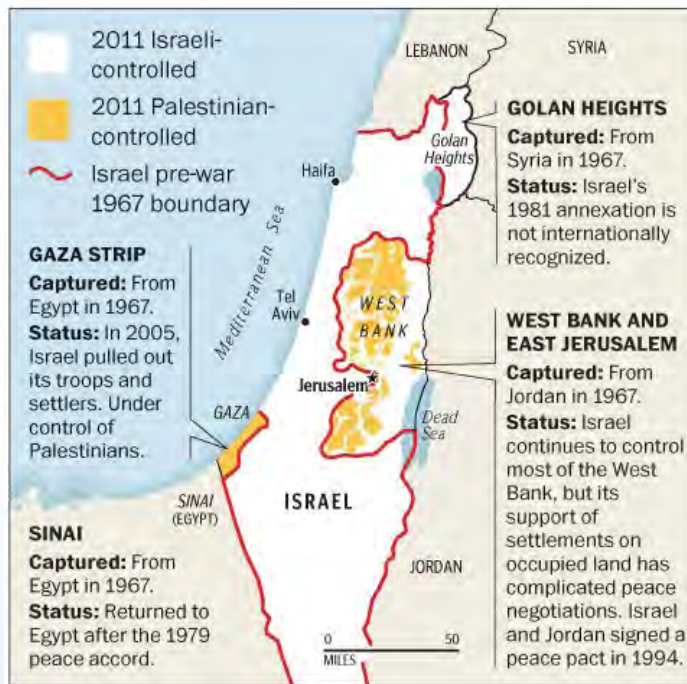 2011 Israeli-
controlled
2011 Palestinian-
controlled
Israel pre-war
1967 boundary
LEBANON
SYRIA
Golan
Heights
Haifa
Mediterranean Sea
Tel
Aviv
WEST
BANK
Jerusalem
Dead
Sea
GAZA
SINAI
(EGYPT)
ISRAEL
JORDAN
0 50
MILES
GAZA STRIP
Captured: From
Egypt in 1967.
Status: In 2005,
Israel pulled out
its troops and
settlers. Under
control of
Palestinians.
SINAI
Captured: From
Egypt in 1967.
Status: Returned to
Egypt after the 1979
peace accord.
GOLAN HEIGHTS
Captured: From
Syria in 1967.
Status: Israel's
1981 annexation is
not internationally
recognized.
WEST BANK AND
EAST JERUSALEM
Captured: From
Jordan in 1967.
Status: Israel
continues to control
most of the West
Bank, but its
support of
settlements on
occupied land has
complicated peace
negotiations. Israel
and Jordan signed a
peace pact in 1994.